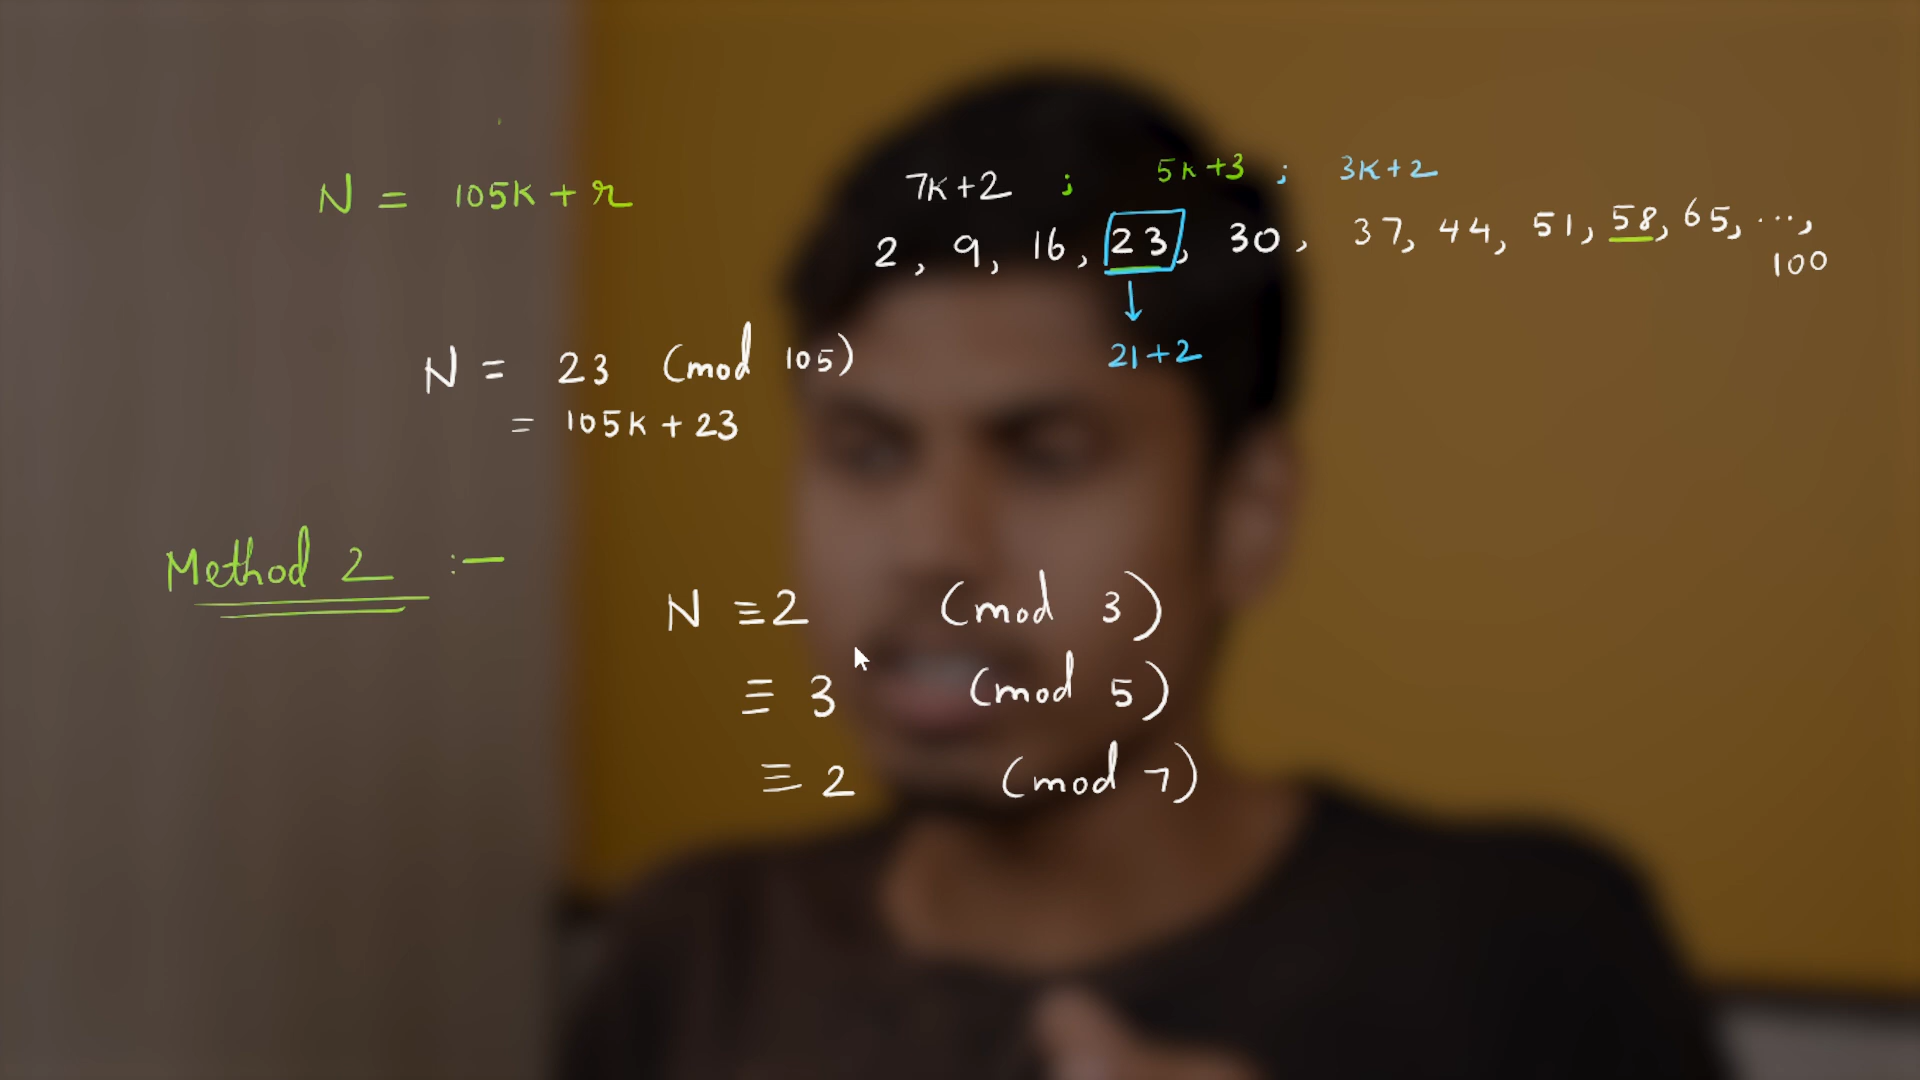 N = 105K + r
7K+2 ; 5K+3 ; 3K+2
2, 9, 16, 23, 30, 37, 44, 51, 58, 65, ...,
100
↓
21+2
N = 23 (mod 105)
= 105K + 23
Method 2 :-
N ≡ 2 (mod 3)
≡ 3 (mod 5)
≡ 2 (mod 7)